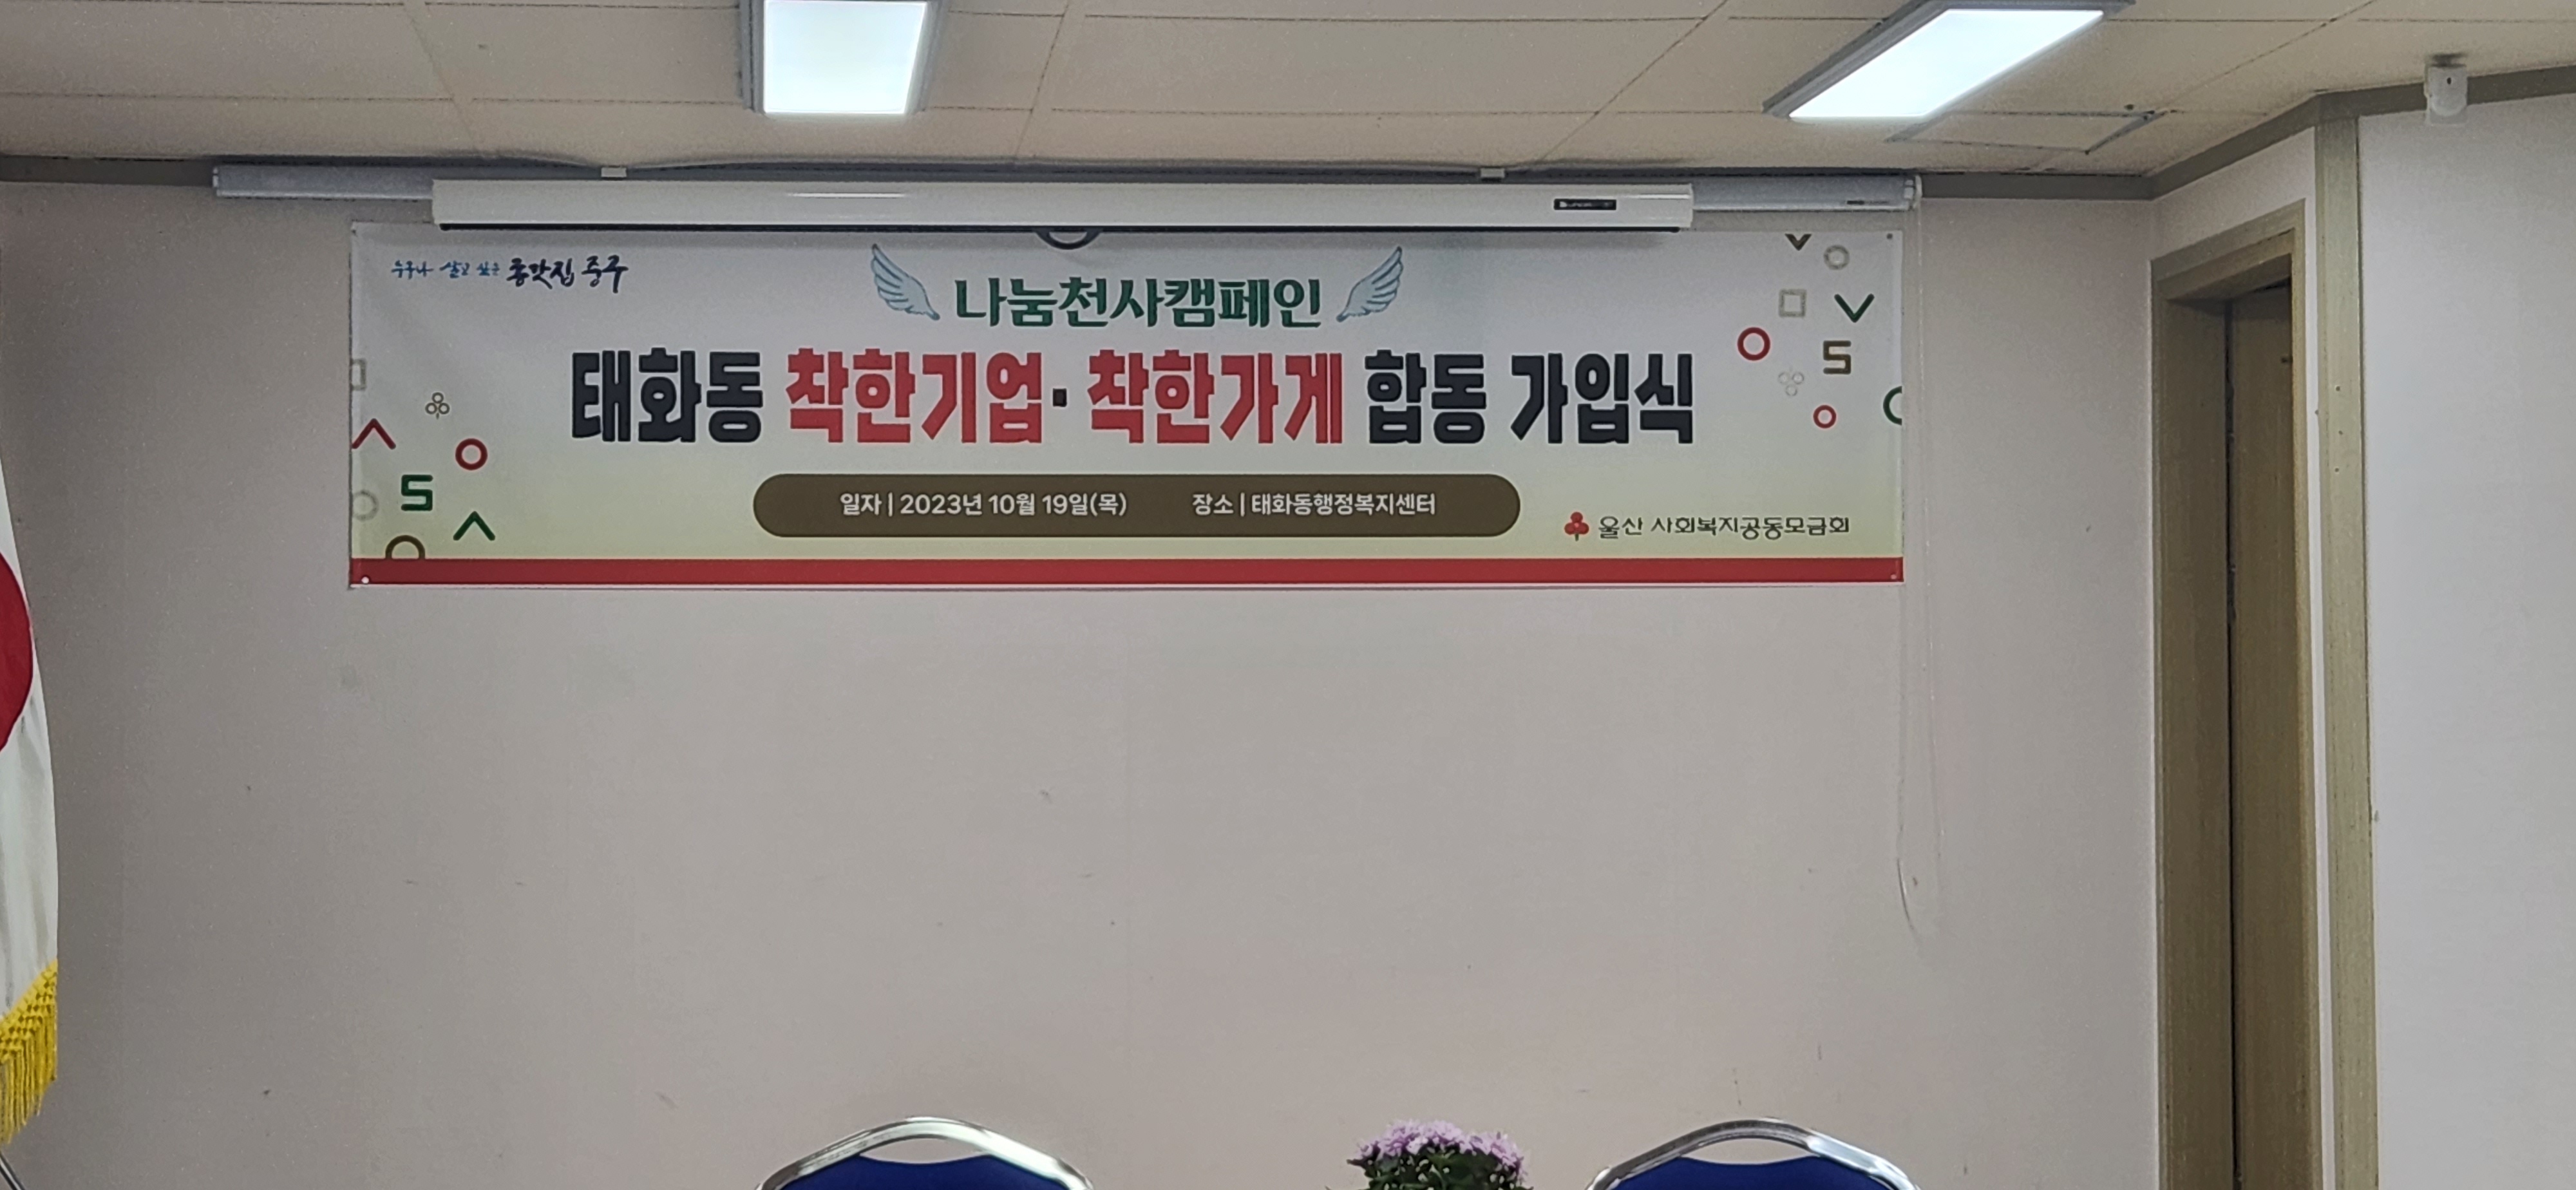 누구나 살고 싶은 종갓집 중구
나눔천사캠페인
태화동 착한기업·착한가게 합동 가입식
일자 | 2023년 10월 19일(목) 장소 | 태화동행정복지센터
울산 사회복지공동모금회